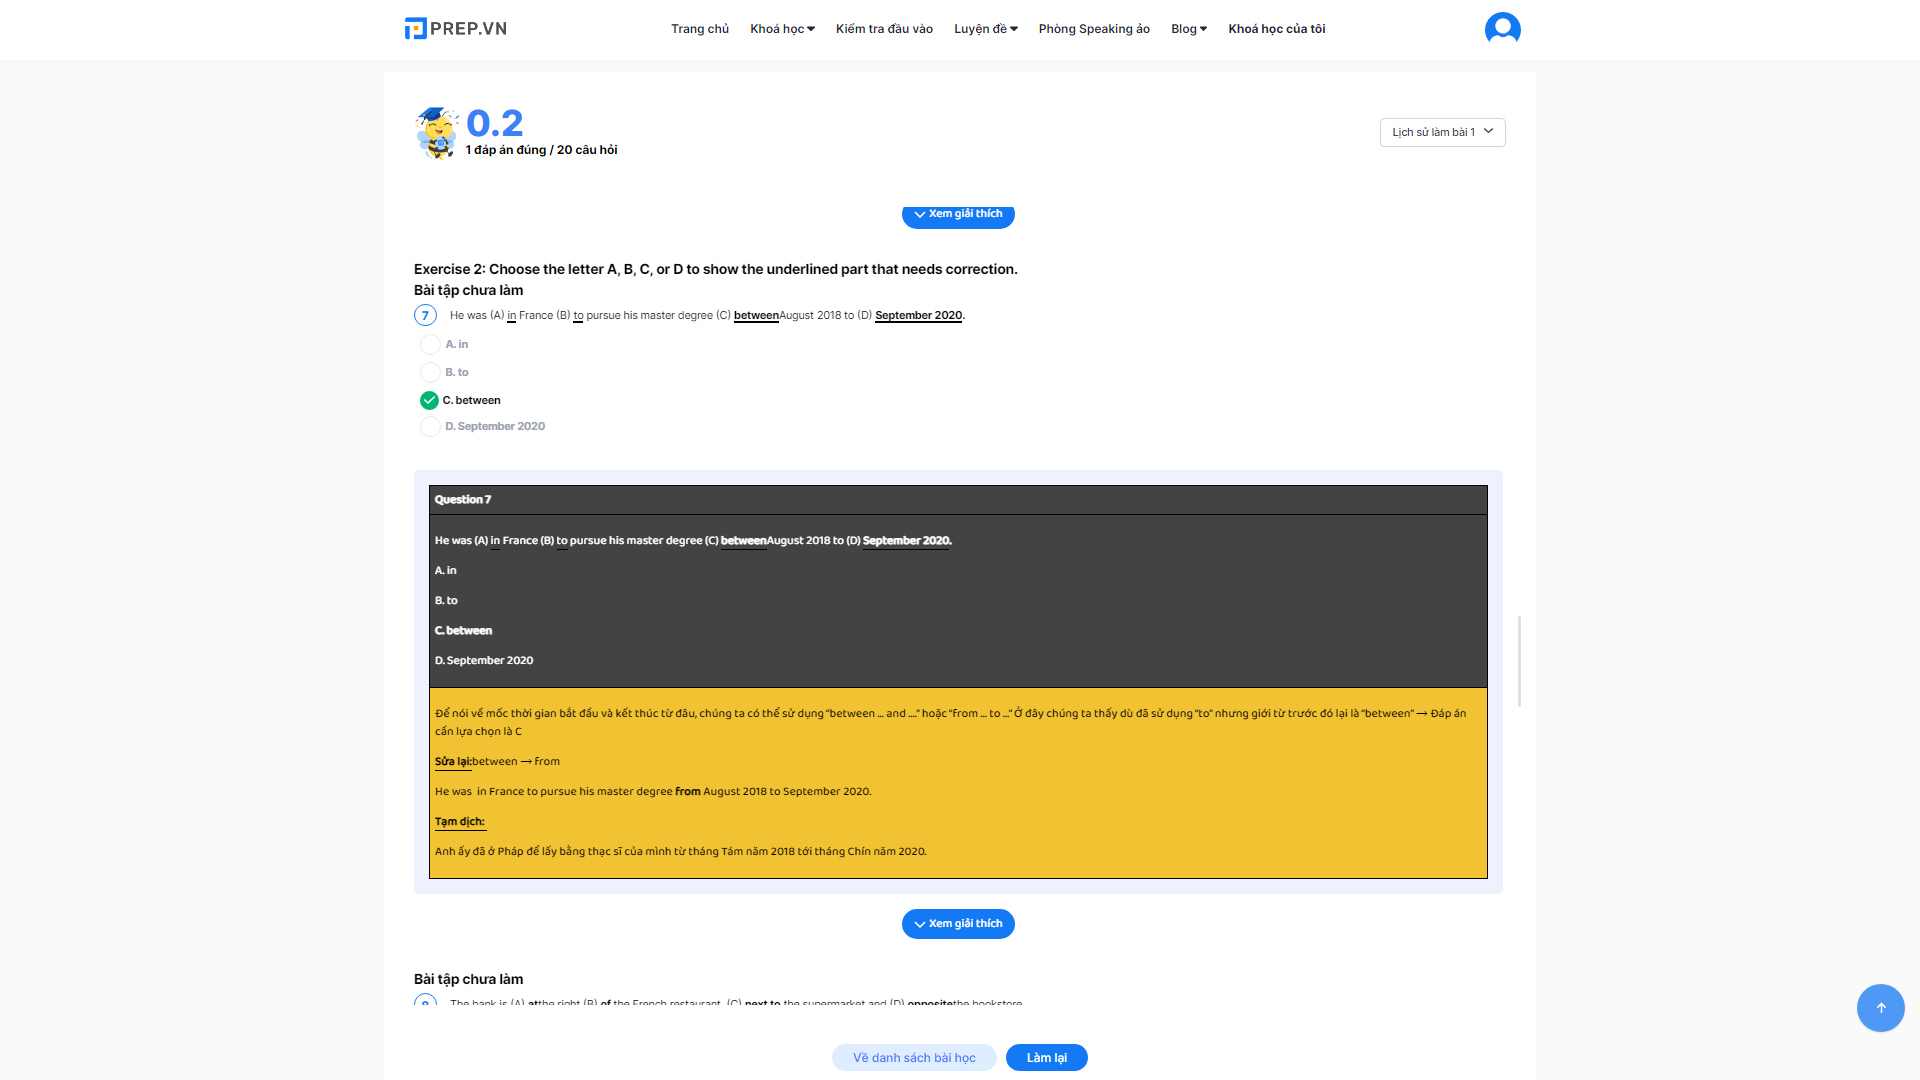 PREP.VN
Trang chủ Khoá học Kiểm tra đầu vào Luyện đề Phòng Speaking ảo Blog Khoá học của tôi
0.2
1 đáp án đúng / 20 câu hỏi
Lịch sử làm bài 1
Xem giải thích
Exercise 2: Choose the letter A, B, C, or D to show the underlined part that needs correction.
Bài tập chưa làm
7 He was (A) in France (B) to pursue his master degree (C) betweenAugust 2018 to (D) September 2020.
A. in
B. to
C. between
D. September 2020
Question 7
He was (A) in France (B) to pursue his master degree (C) betweenAugust 2018 to (D) September 2020.
A. in
B. to
C. between
D. September 2020
Để nói về mốc thời gian bắt đầu và kết thúc từ đâu, chúng ta có thể sử dụng “between ... and ....” hoặc “from ... to ...” Ở đây chúng ta thấy dù đã sử dụng “to” nhưng giới từ trước đó lại là “between” → Đáp án
cần lựa chọn là C
Sửa lại:between → from
He was in France to pursue his master degree from August 2018 to September 2020.
Tạm dịch:
Anh ấy đã ở Pháp để lấy bằng thạc sĩ của mình từ tháng Tám năm 2018 tới tháng Chín năm 2020.
Xem giải thích
Bài tập chưa làm
8 The bank is (A) atthe right (B) of the French restaurant, (C) next to the supermarket and (D) oppositethe bookstore
Về danh sách bài học Làm lại